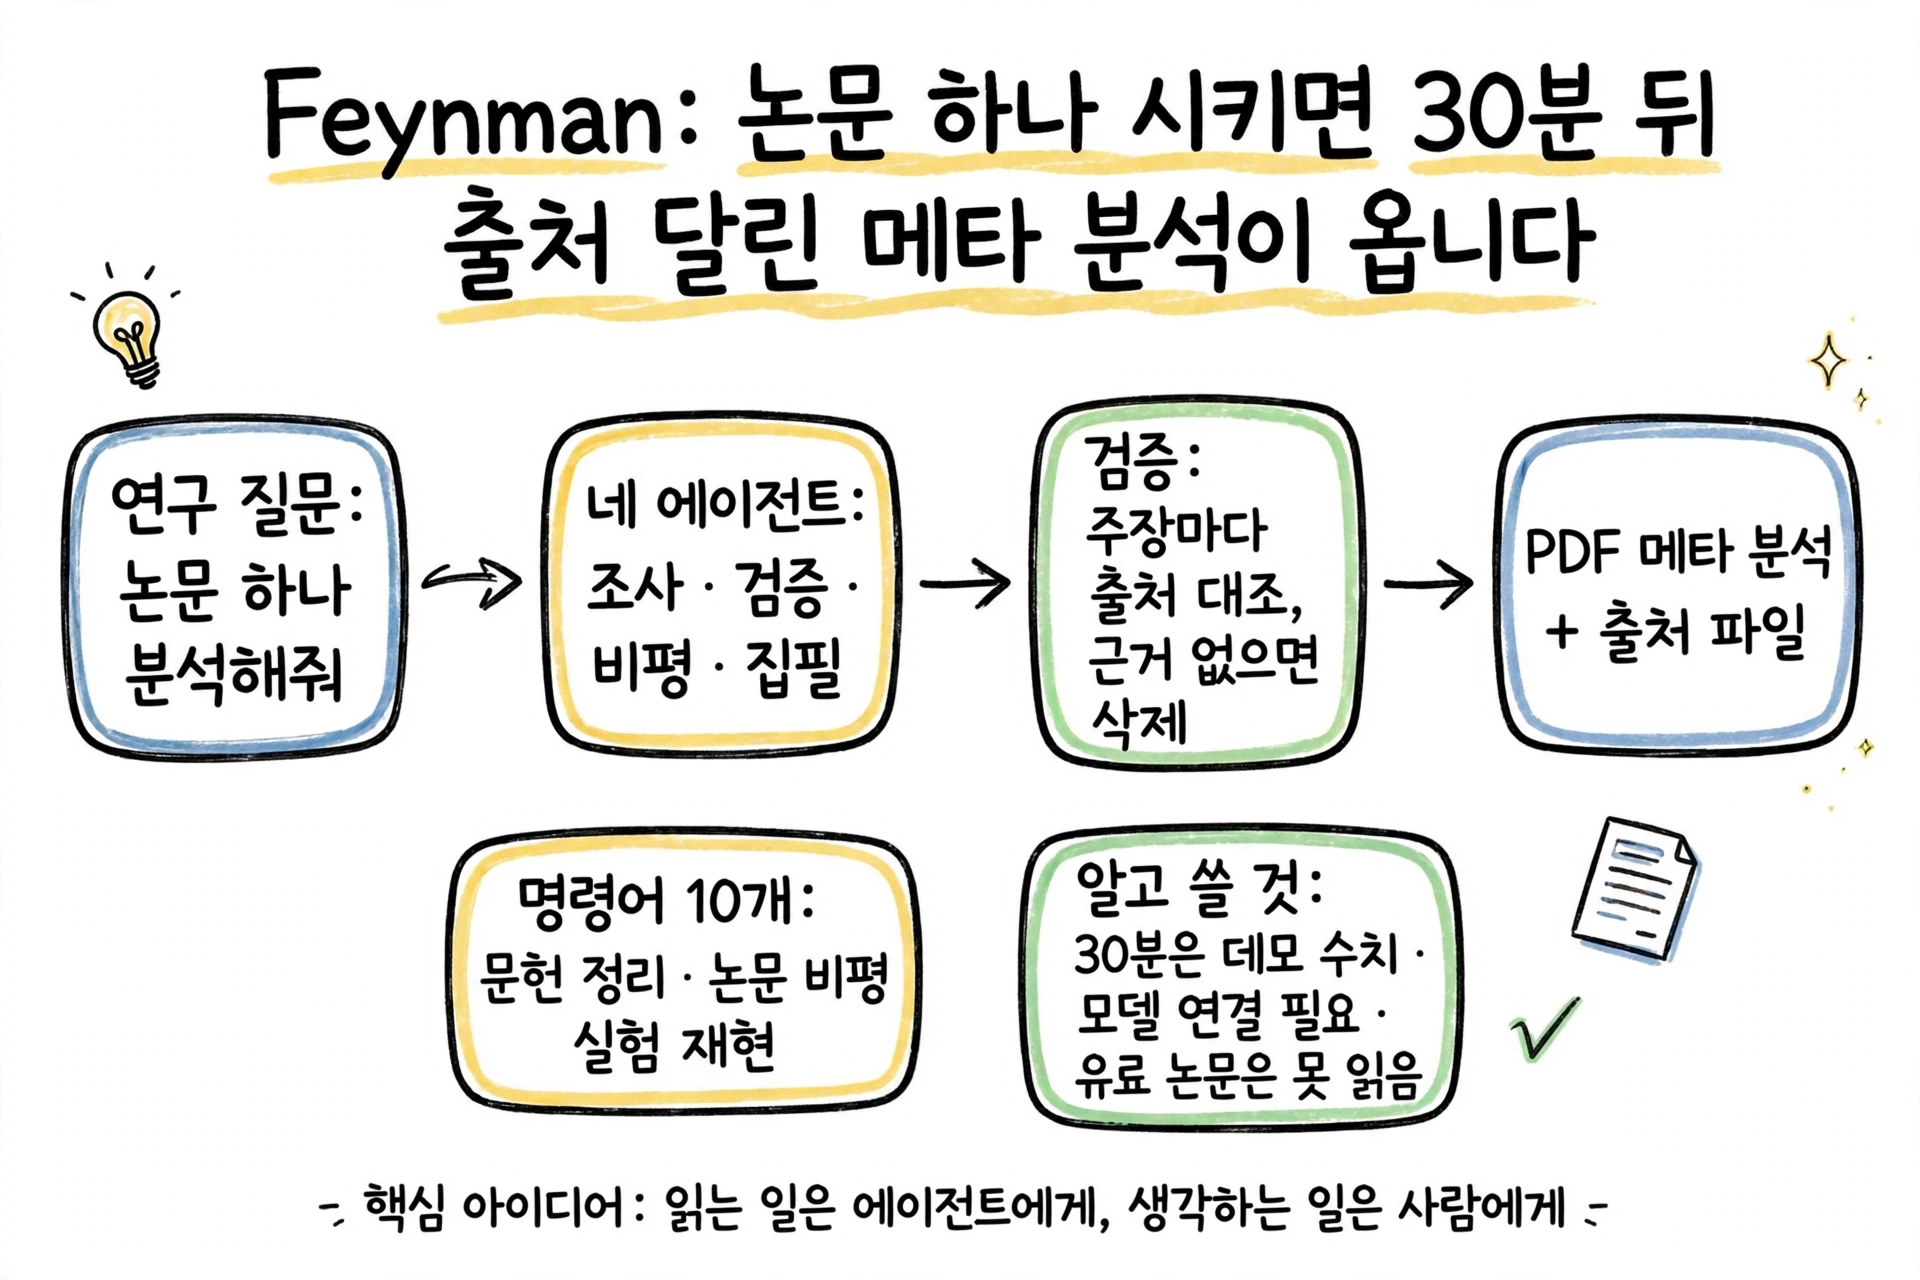 Feynman: 논문 하나 시키면 30분 뒤
출처 달린 메타 분석이 옵니다
연구 질문:
논문 하나
분석해줘
네 에이전트:
조사 · 검증 ·
비평 · 집필
검증:
주장마다
출처 대조,
근거 없으면
삭제
PDF 메타 분석
+ 출처 파일
명령어 10개:
문헌 정리 · 논문 비평
실험 재현
알고 쓸 것:
30분은 데모 수치 ·
모델 연결 필요 ·
유료 논문은 못 읽음
핵심 아이디어: 읽는 일은 에이전트에게, 생각하는 일은 사람에게